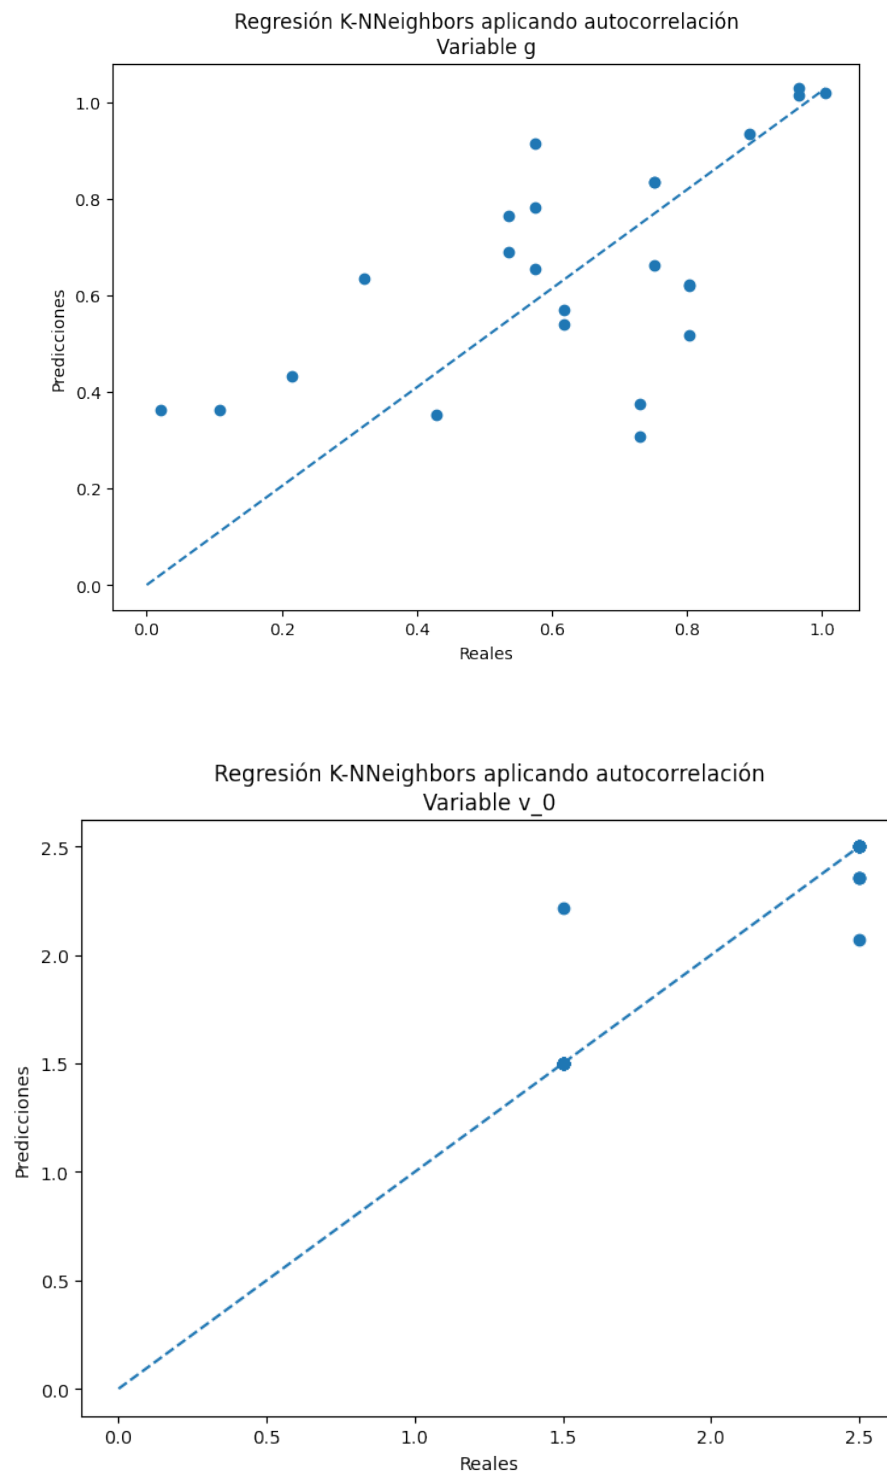 Regresión K-NNeighbors aplicando autocorrelación
Variable g
1.0
0.8
0.6
0.4
0.2
0.0
Predicciones
0.0 0.2 0.4 0.6 0.8 1.0
Reales
Regresión K-NNeighbors aplicando autocorrelación
Variable v_0
2.5
2.0
1.5
1.0
0.5
0.0
Predicciones
0.0 0.5 1.0 1.5 2.0 2.5
Reales